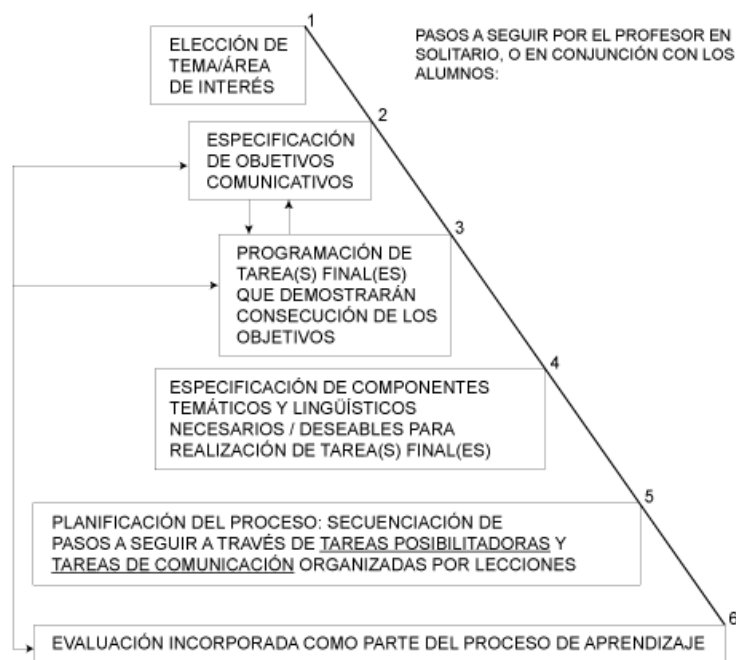 PASOS A SEGUIR POR EL PROFESOR EN
SOLITARIO, O EN CONJUNCIÓN CON LOS
ALUMNOS:
1
ELECCIÓN DE
TEMA/ÁREA
DE INTERÉS
2
ESPECIFICACIÓN
DE OBJETIVOS
COMUNICATIVOS
3
PROGRAMACIÓN DE
TAREA(S) FINAL(ES)
QUE DEMOSTRARÁN
CONSECUCIÓN DE LOS
OBJETIVOS
4
ESPECIFICACIÓN DE COMPONENTES
TEMÁTICOS Y LINGÜÍSTICOS
NECESARIOS / DESEABLES PARA
REALIZACIÓN DE TAREA(S) FINAL(ES)
5
PLANIFICACIÓN DEL PROCESO: SECUENCIACIÓN DE
PASOS A SEGUIR A TRAVÉS DE TAREAS POSIBILITADORAS Y
TAREAS DE COMUNICACIÓN ORGANIZADAS POR LECCIONES
6
EVALUACIÓN INCORPORADA COMO PARTE DEL PROCESO DE APRENDIZAJE